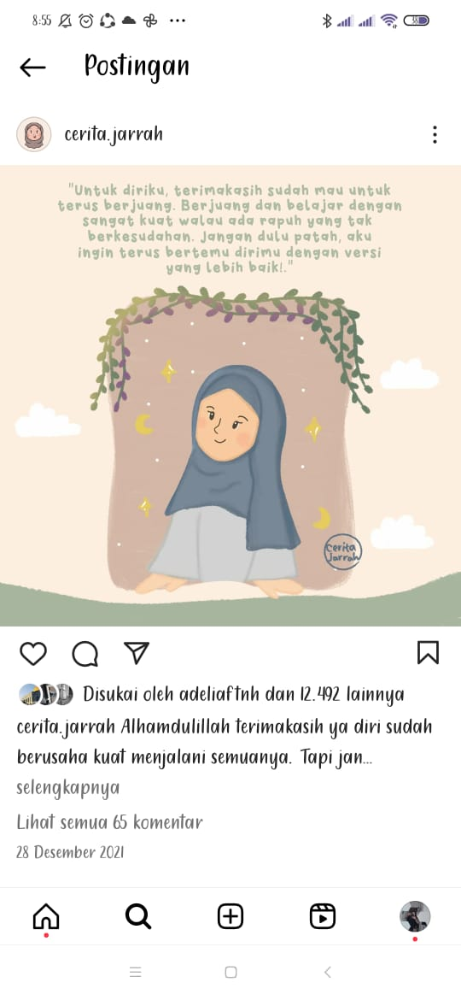 8:55
38
Postingan
cerita.jarrah
"Untuk diriku, terimakasih sudah mau untuk
terus berjuang. Berjuang dan belajar dengan
sangat kuat walau ada rapuh yang tak
berkesudahan. Jangan dulu patah, aku
ingin terus bertemu dirimu dengan versi
yang lebih baik!."
Cerita
Jarrah
Disukai oleh adeliaftnh dan 12.492 lainnya
cerita.jarrah Alhamdulillah terimakasih ya diri sudah
berusaha kuat menjalani semuanya. Tapi jan...
selengkapnya
Lihat semua 65 komentar
28 Desember 2021